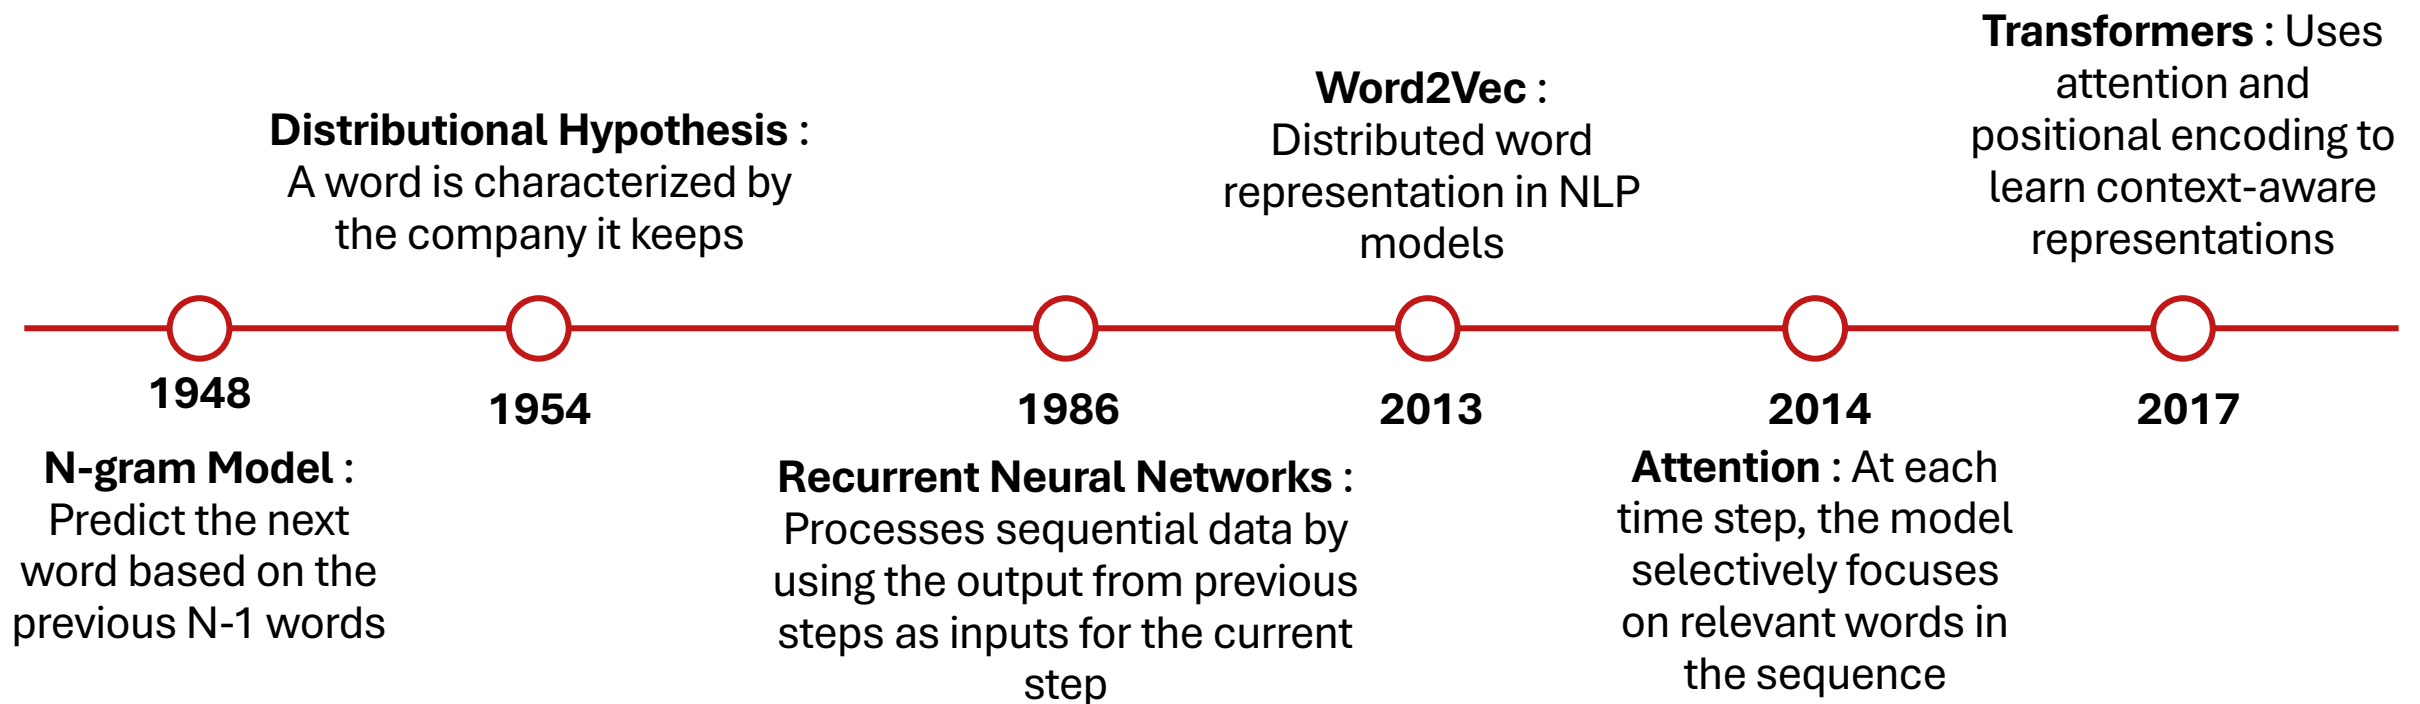 1948
N-gram Model :
Predict the next
word based on the
previous N-1 words
Distributional Hypothesis :
A word is characterized by
the company it keeps
1954
1986
Recurrent Neural Networks :
Processes sequential data by
using the output from previous
steps as inputs for the current
step
Word2Vec :
Distributed word
representation in NLP
models
2013
2014
Attention : At each
time step, the model
selectively focuses
on relevant words in
the sequence
Transformers : Uses
attention and
positional encoding to
learn context-aware
representations
2017